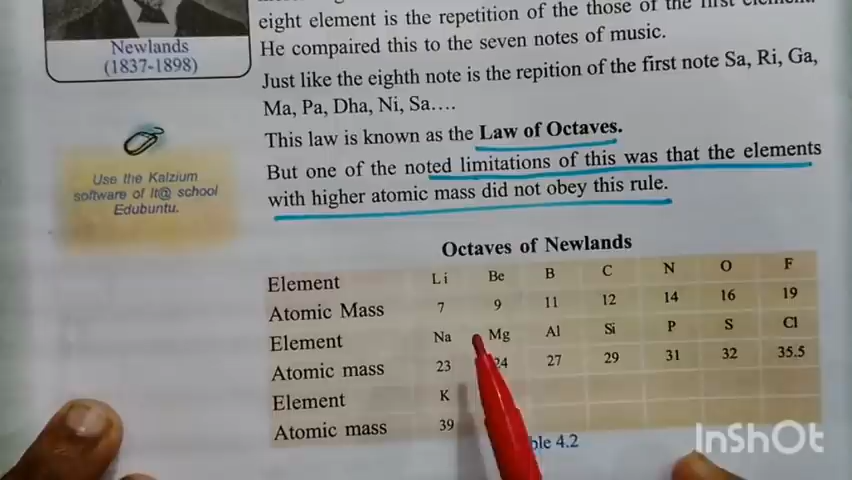 eight element is the repetition of the those of the first
He compaired this to the seven notes of music.
Just like the eighth note is the repition of the first note Sa, Ri, Ga,
Ma, Pa, Dha, Ni, Sa....
This law is known as the Law of Octaves.
But one of the noted limitations of this was that the elements
with higher atomic mass did not obey this rule.
Newlands
(1837-1898)
Use the Kalzium
software of It@ school
Edubuntu.
Octaves of Newlands
Element Li Be B C N O F
Atomic Mass 7 9 11 12 14 16 19
Element Na Mg Al Si P S Cl
Atomic mass 23 24 27 29 31 32 35.5
Element K
Atomic mass 39
4.2
InShOt